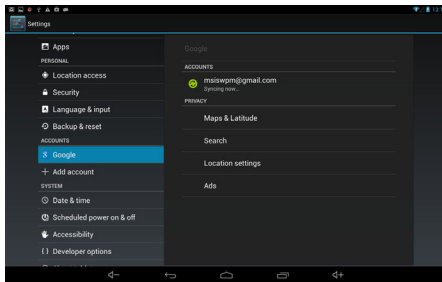 13:1
Settings
Apps
PERSONAL
Location access
Security
Language & input
Backup & reset
ACCOUNTS
Google
Add account
SYSTEM
Date & time
Scheduled power on & off
Accessibility
Developer options
Google
ACCOUNTS
msiswpm@gmail.com
Syncing now...
PRIVACY
Maps & Latitude
Search
Location settings
Ads